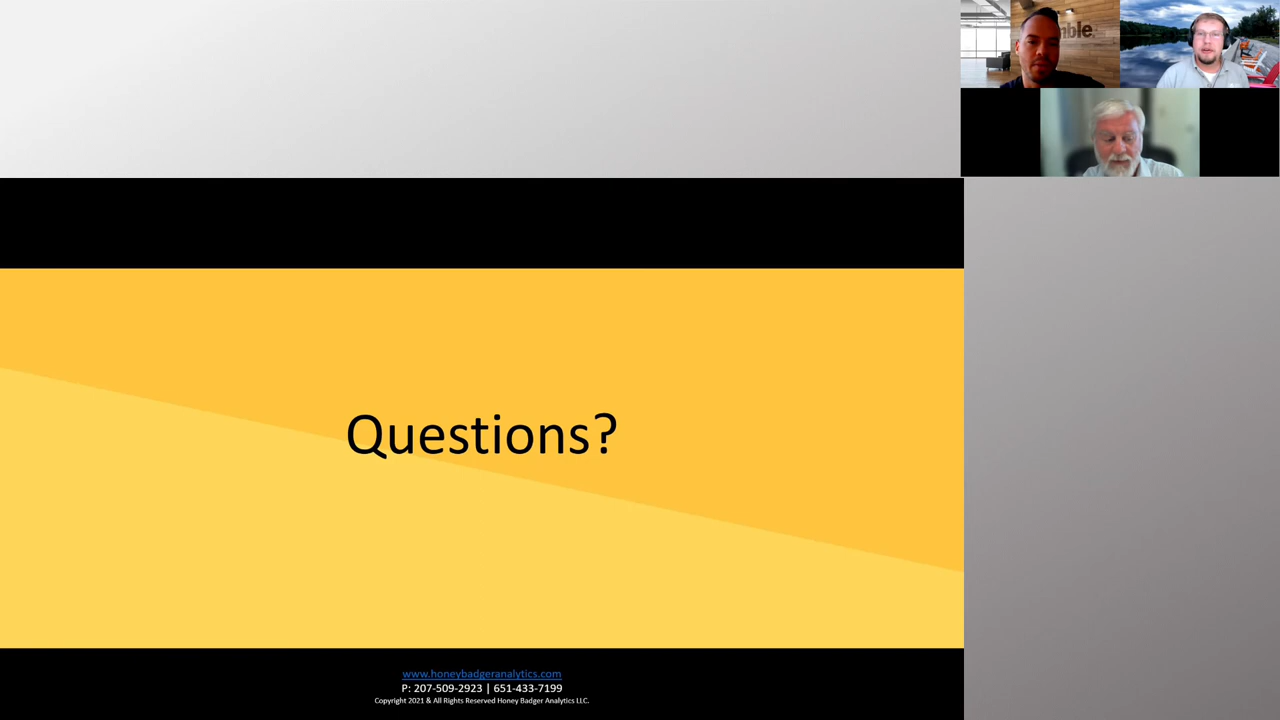 ble.
Questions?
www.honeybadgeranalytics.com
P: 207-509-2923 | 651-433-7199
Copyright 2021 & All Rights Reserved Honey Badger Analytics LLC.